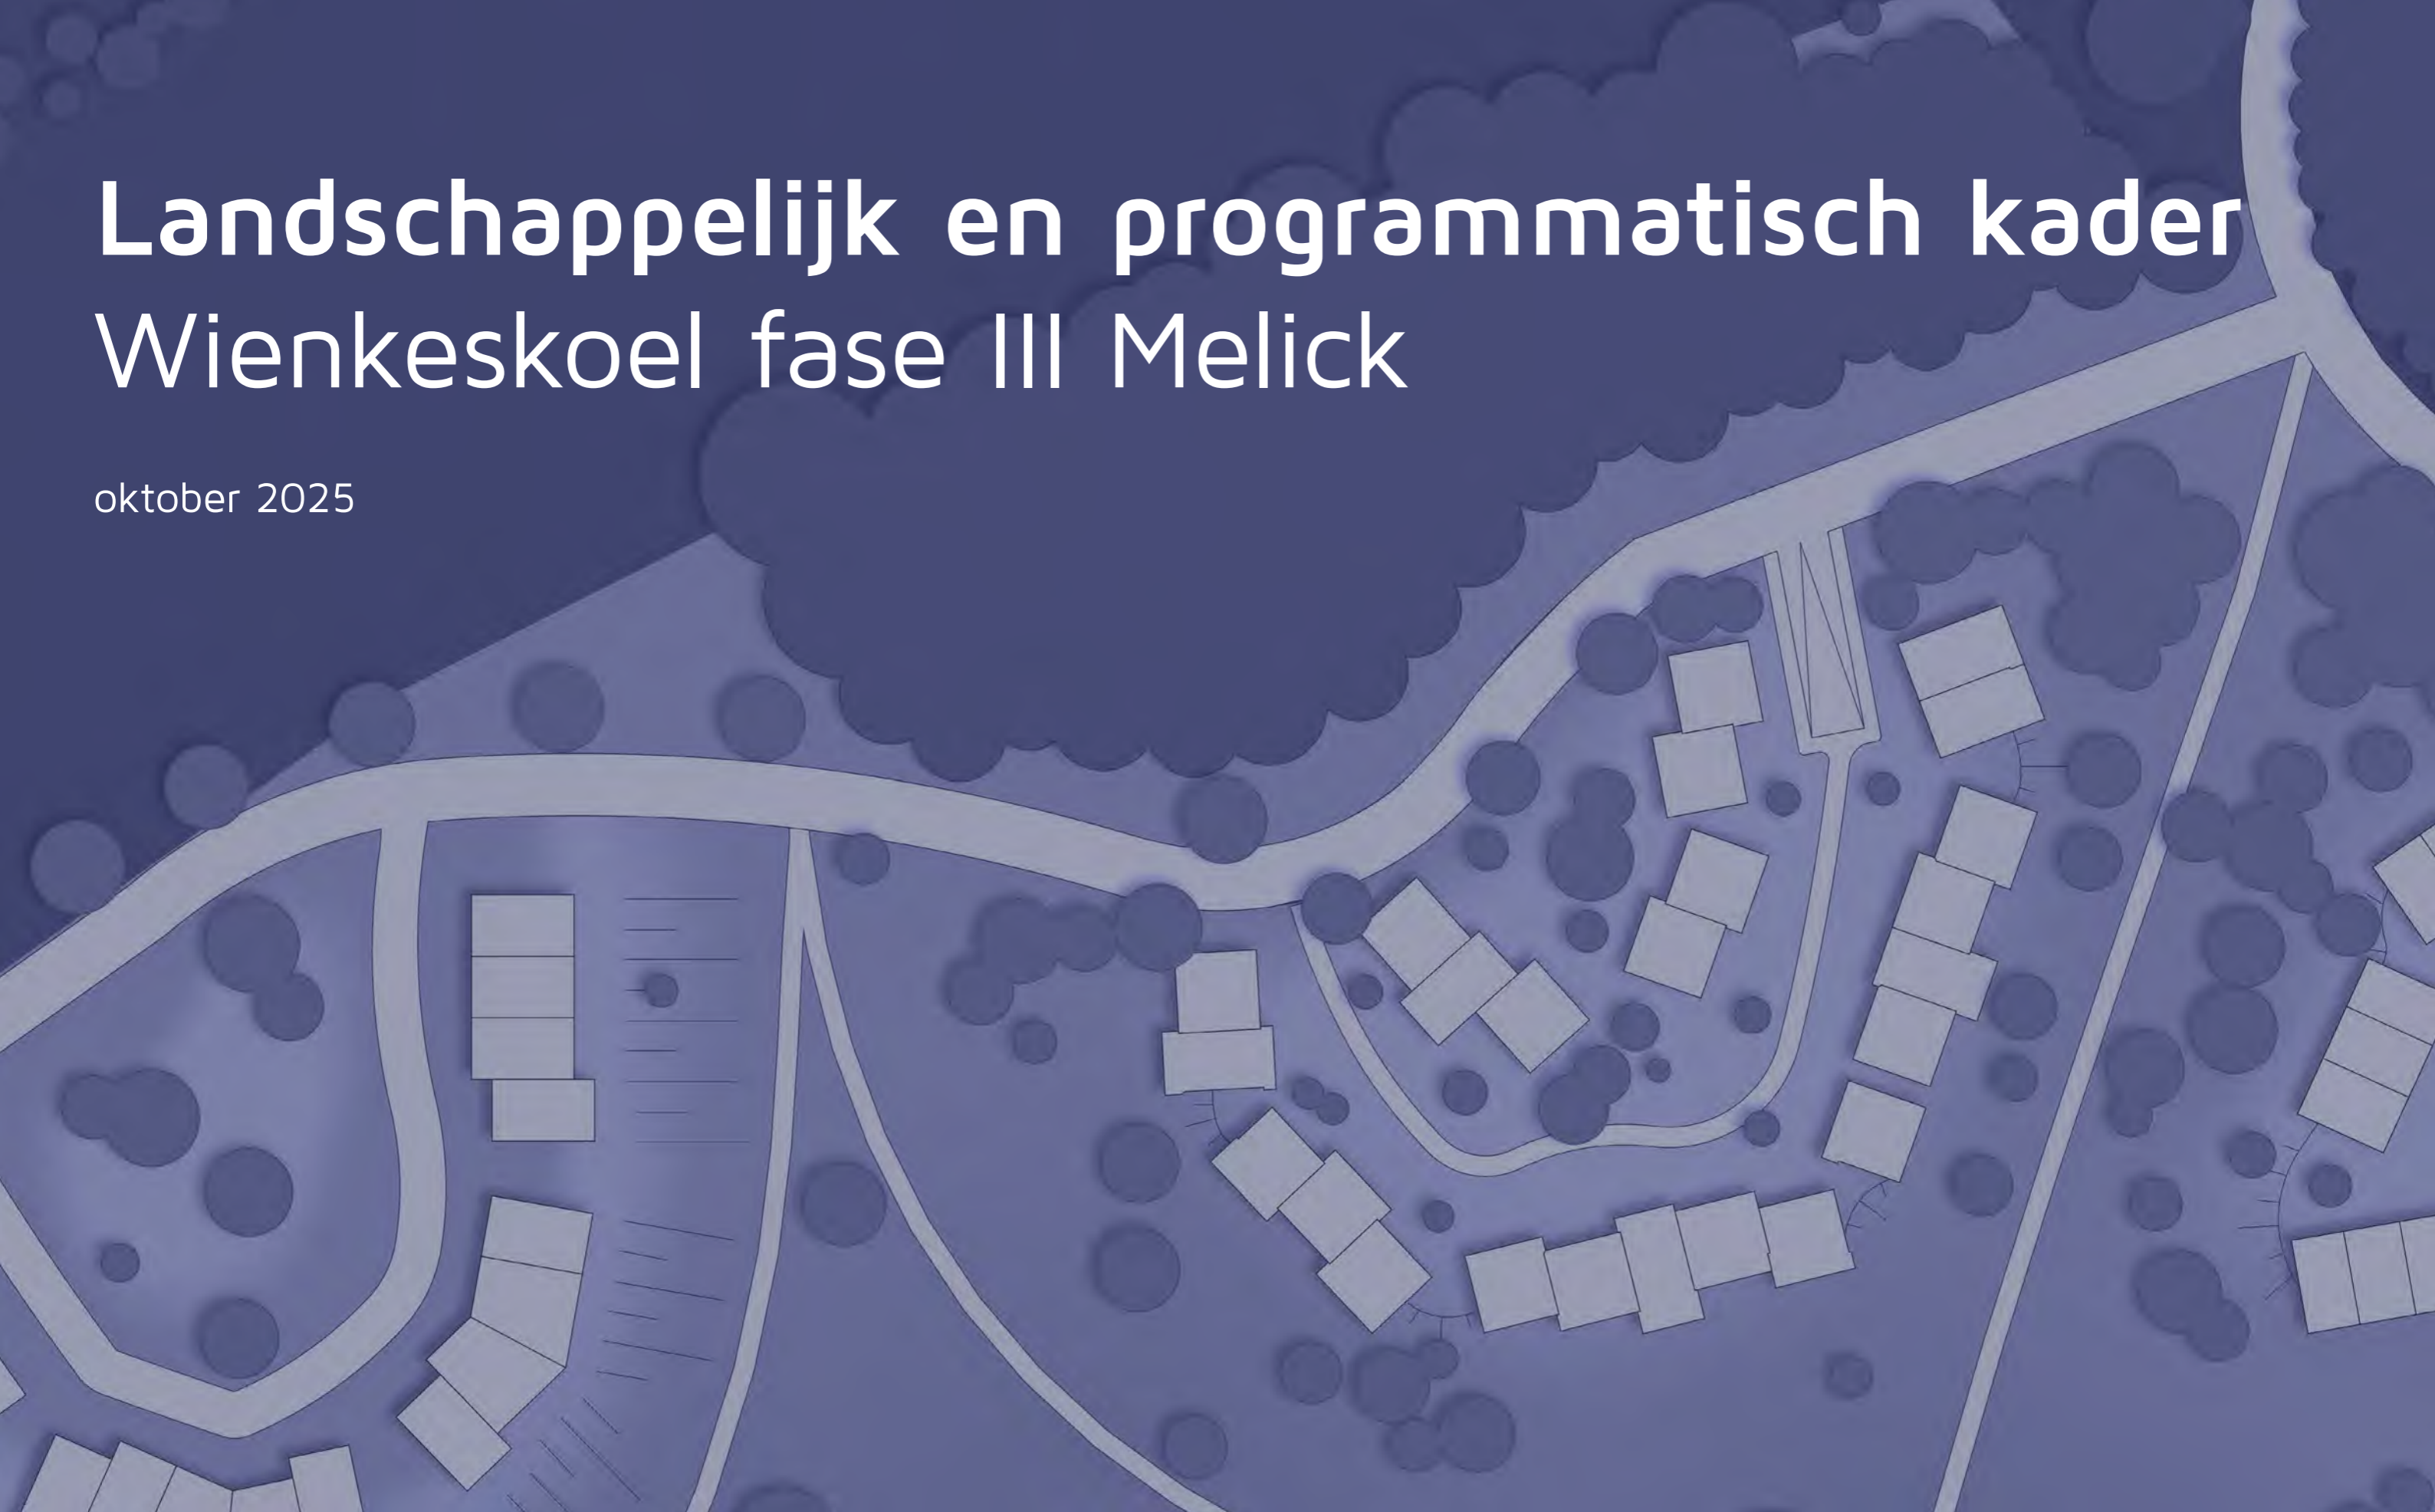 Landschappelijk en programmatisch kader
Wienkeskoel fase III Melick
oktober 2025